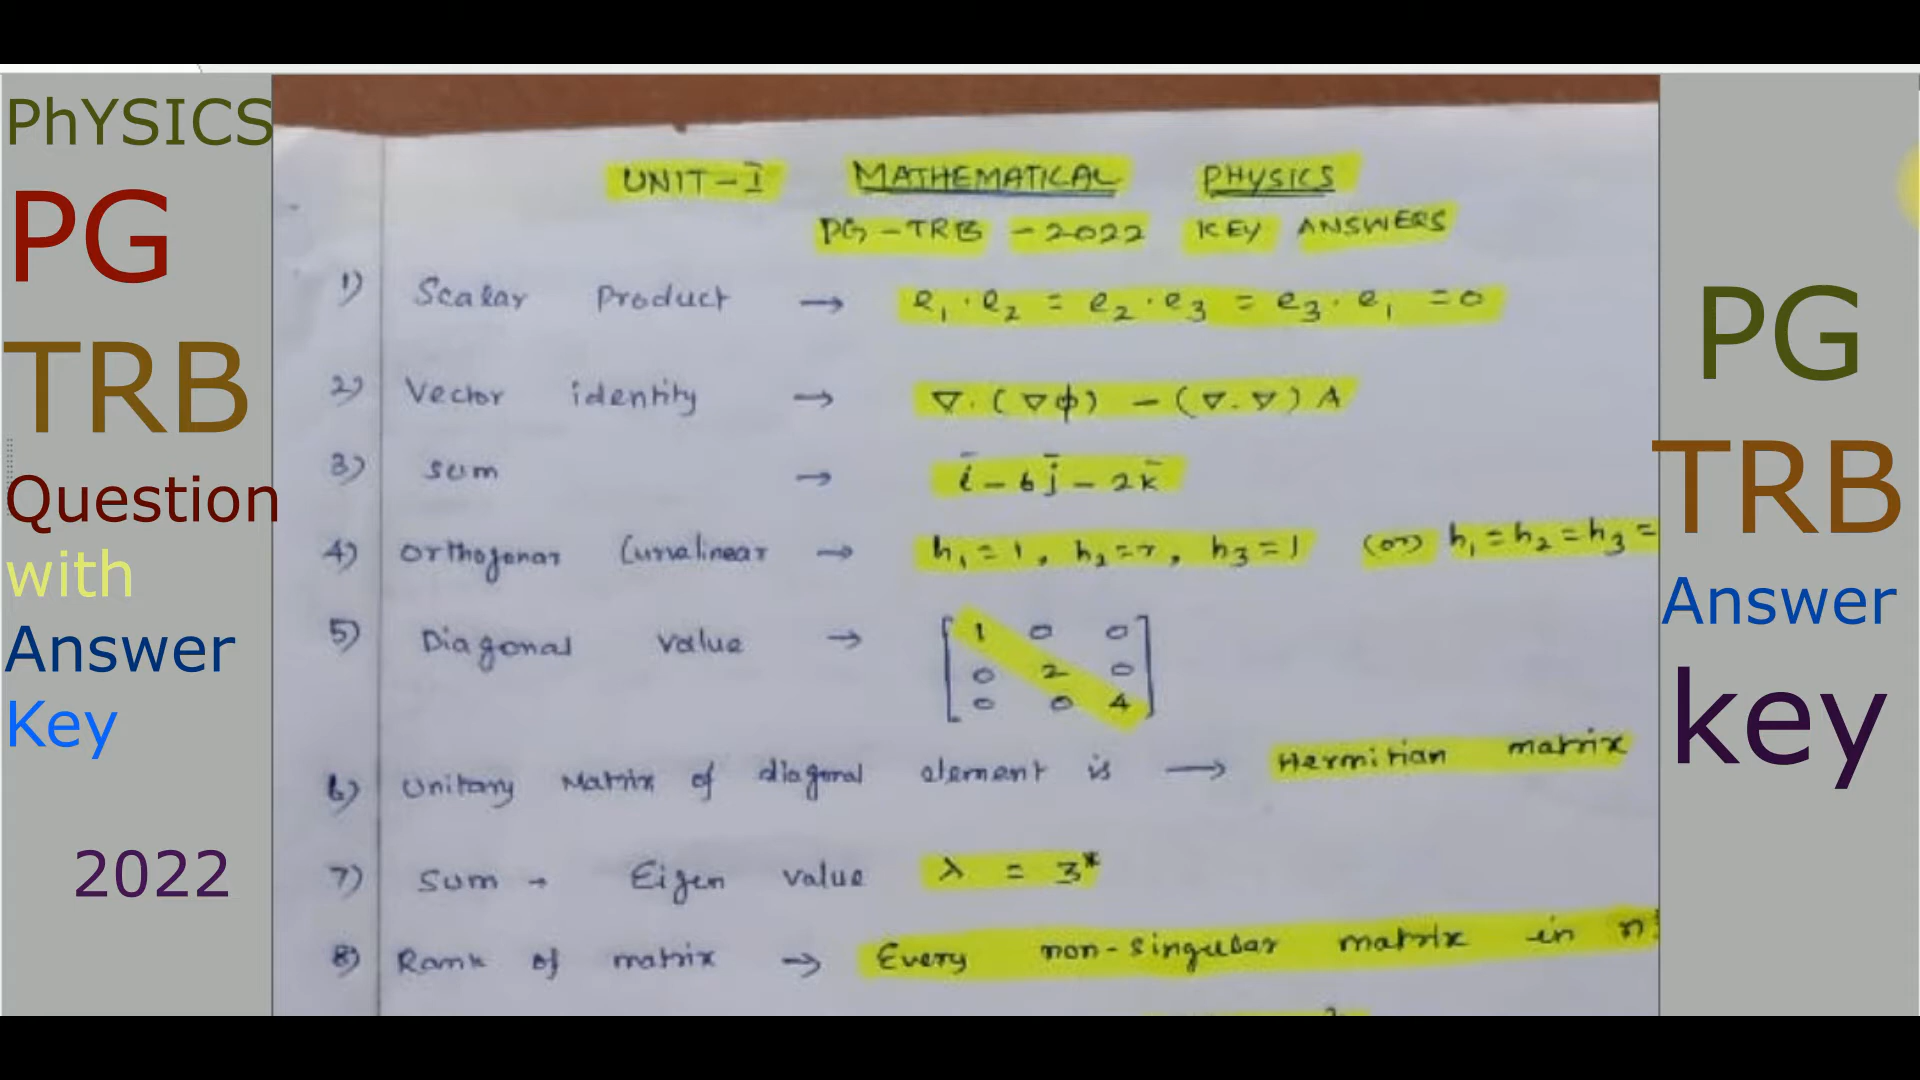 PhYSICS
PG
TRB
Question
with
Answer
Key
2022
UNIT-I MATHEMATICAL PHYSICS
PG-TRB-2022 KEY ANSWERS
1) Scalar Product → e₁·e₂ = e₂·e₃ = e₃·e₁ = 0
2) Vector identity → ∇.(∇ϕ) - (∇.∇)A
3) sum → i̅ - 6j̅ - 2k̅
4) Orthogonar Curvalinear → h₁=1, h₂=r, h₃=1 (or) h₁=h₂=h₃=
5) Diagonal value → [1 0 0
0 2 0
0 0 4]
6) Unitary Matrix of diagonal element is → Hermitian matrix
7) Sum → Eigen value λ = 3*
8) Rank of matrix → Every non-singular matrix in
PG
TRB
Answer
key